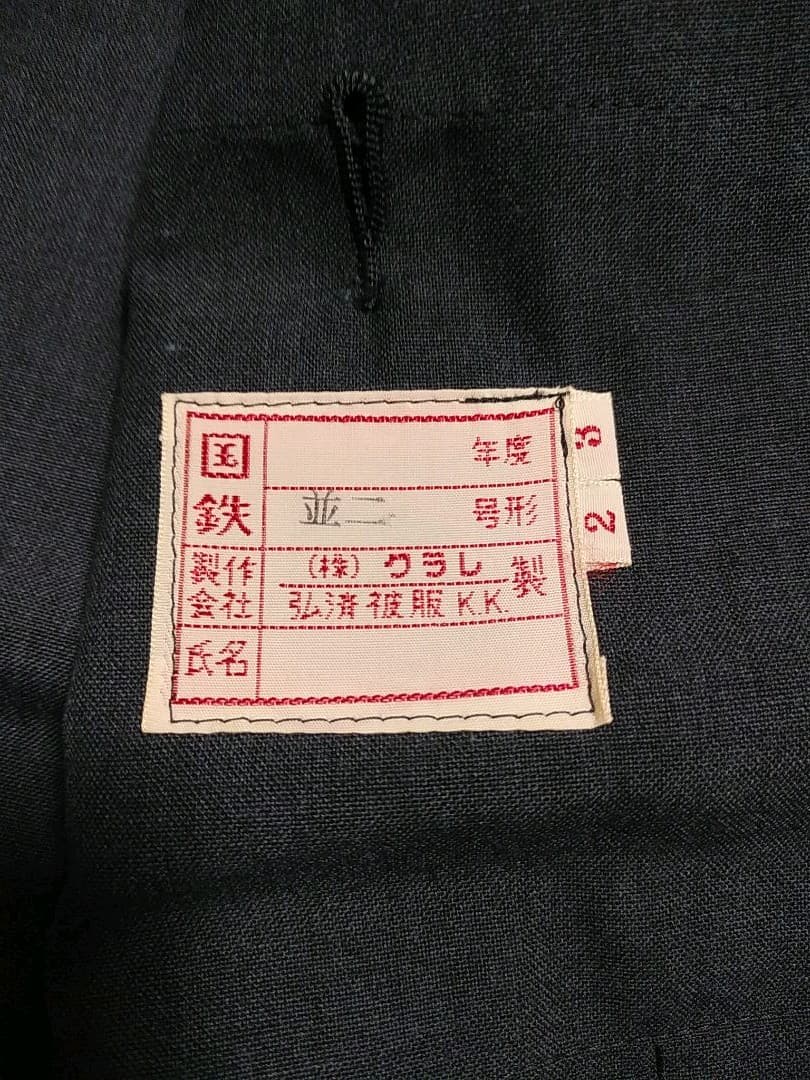 国鉄
年度
並二 号形
製作会社
(株)クラレ
弘済被服K.K.
製
氏名
2